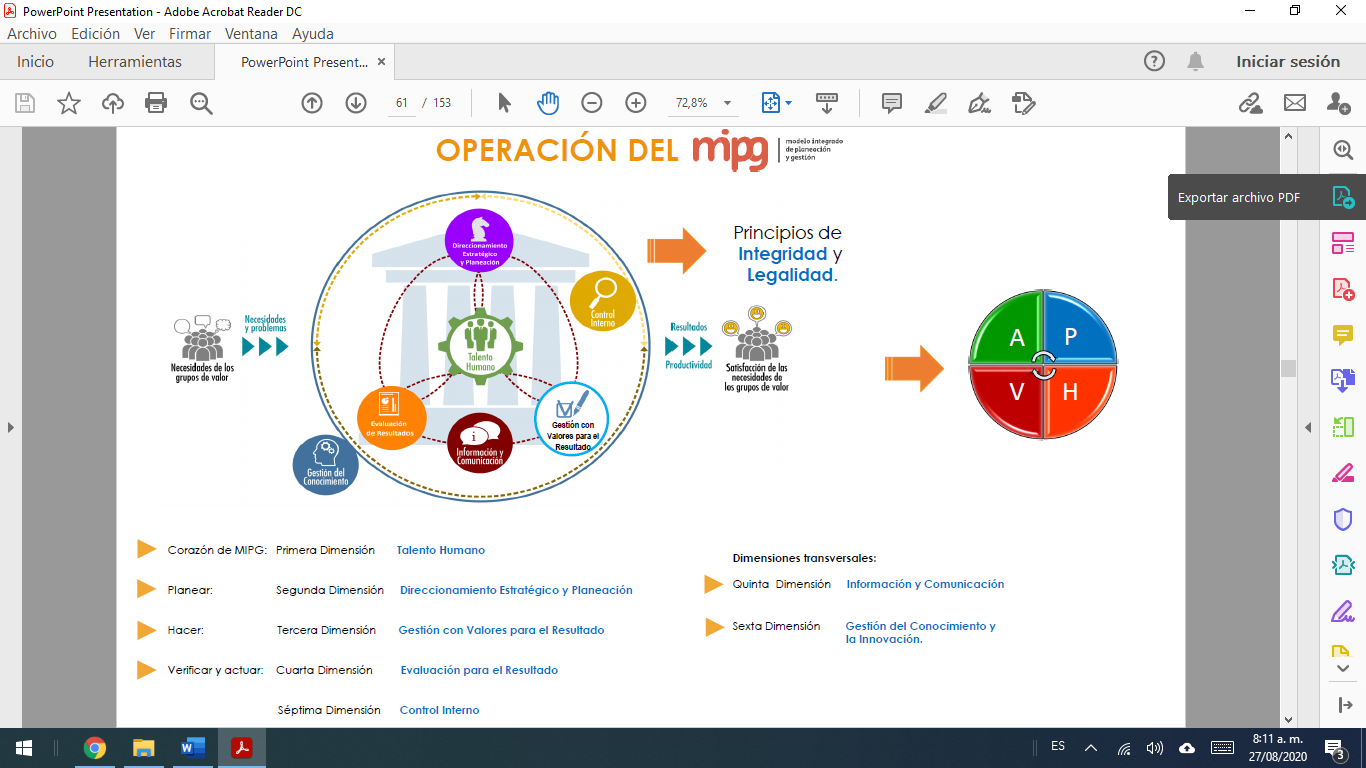 PowerPoint Presentation - Adobe Acrobat Reader DC
Archivo Edición Ver Firmar Ventana Ayuda
Inicio Herramientas PowerPoint Present... × Iniciar sesión
61 / 153 72,8%
Exportar archivo PDF
OPERACIÓN DEL mipg
modelo integrado
de planeación
y gestión
Direccionamiento
Estratégico
y Planeación
Control
Interno
Talento
Humano
Evaluación
de Resultados
Información y
Comunicación
Gestión con
Valores para el
Resultado
Gestión del
Conocimiento
Necesidades
y problemas
Necesidades de los
grupos de valor
Resultados
Productividad
Satisfacción de las
necesidades de
los grupos de valor
Principios de
Integridad y
Legalidad.
A P
V H
Corazón de MIPG: Primera Dimensión Talento Humano
Planear: Segunda Dimensión Direccionamiento Estratégico y Planeación
Hacer: Tercera Dimensión Gestión con Valores para el Resultado
Verificar y actuar: Cuarta Dimensión Evaluación para el Resultado
Séptima Dimensión Control Interno
Dimensiones transversales:
Quinta Dimensión Información y Comunicación
Sexta Dimensión Gestión del Conocimiento y
la Innovación.
ES
8:11 a. m.
27/08/2020
3